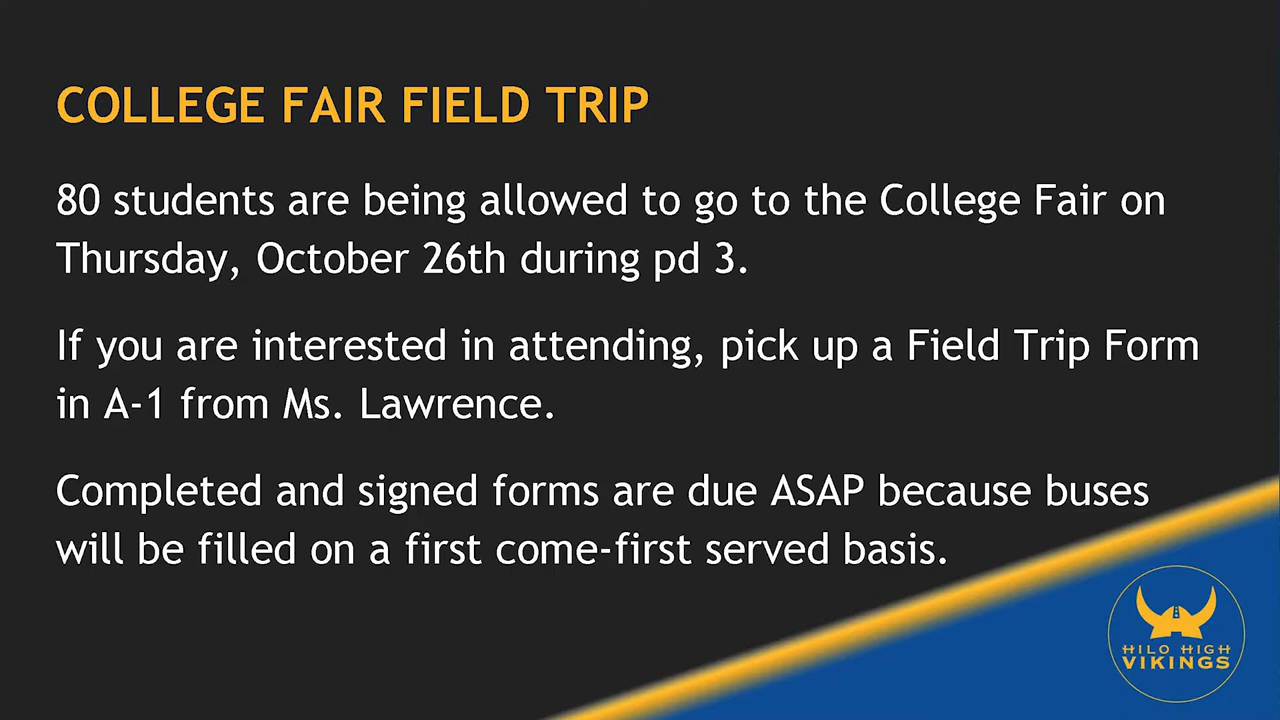 COLLEGE FAIR FIELD TRIP
80 students are being allowed to go to the College Fair on
Thursday, October 26th during pd 3.
If you are interested in attending, pick up a Field Trip Form
in A-1 from Ms. Lawrence.
Completed and signed forms are due ASAP because buses
will be filled on a first come-first served basis.
HILO HIGH
VIKINGS